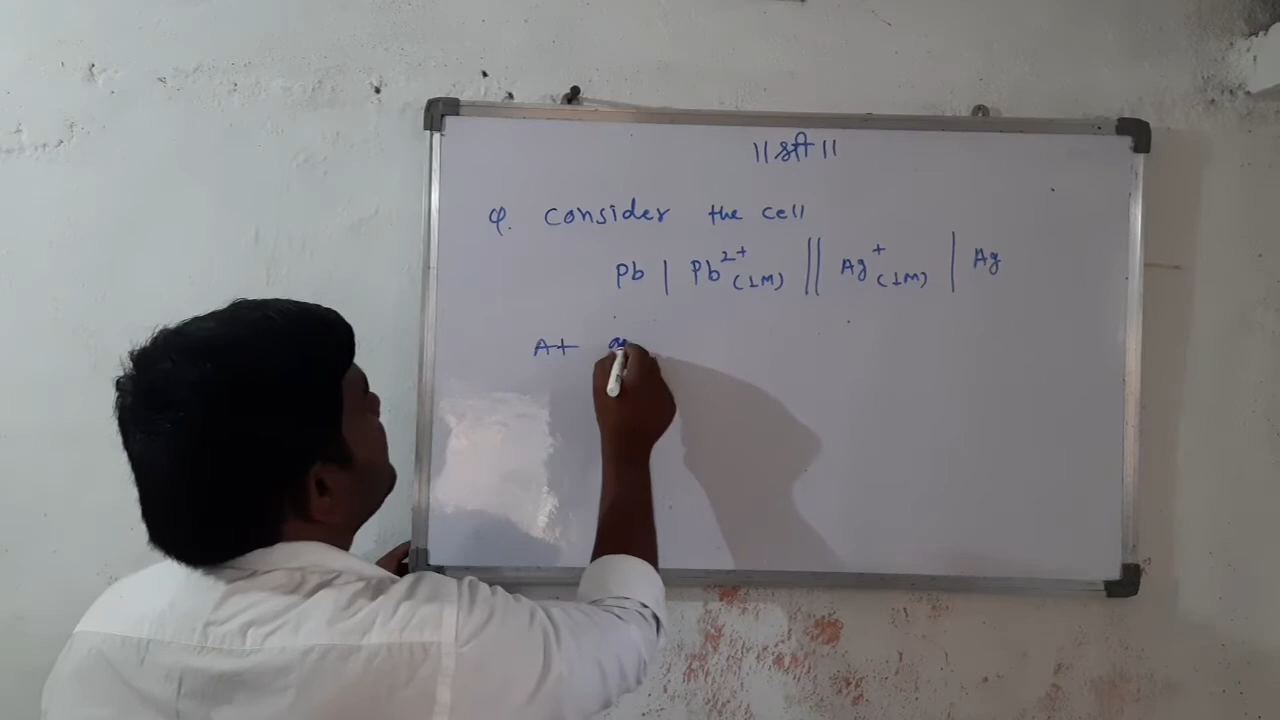 ||श्री||
Q. Consider the cell
Pb | Pb²⁺(1M) || Ag⁺(1M) | Ag
At